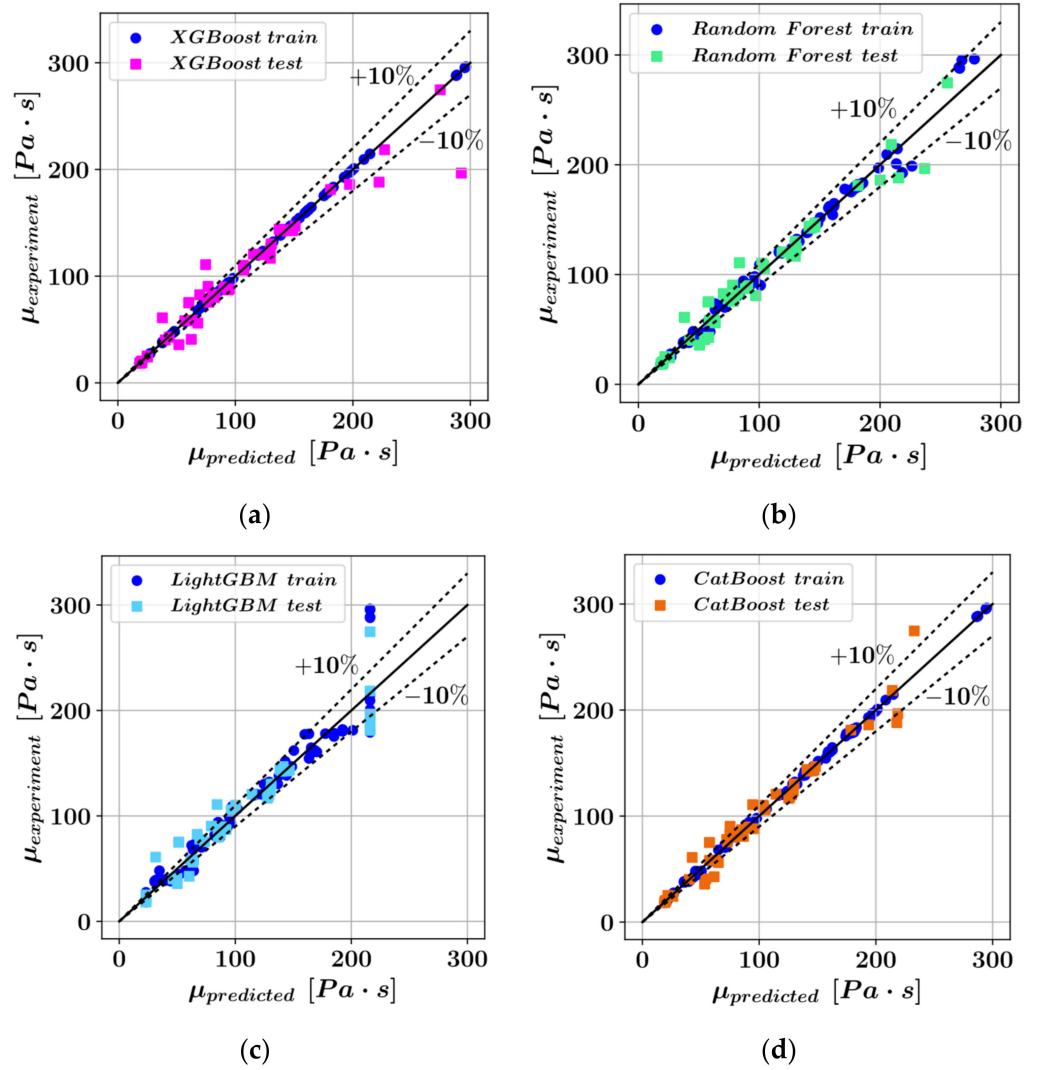 XGBoost train
XGBoost test
+10%
−10%
300
200
100
0
0 100 200 300
μexperiment [Pa · s]
μpredicted [Pa · s]
(a)
Random Forest train
Random Forest test
+10%
−10%
300
200
100
0
0 100 200 300
μexperiment [Pa · s]
μpredicted [Pa · s]
(b)
LightGBM train
LightGBM test
+10%
−10%
300
200
100
0
0 100 200 300
μexperiment [Pa · s]
μpredicted [Pa · s]
(c)
CatBoost train
CatBoost test
+10%
−10%
300
200
100
0
0 100 200 300
μexperiment [Pa · s]
μpredicted [Pa · s]
(d)